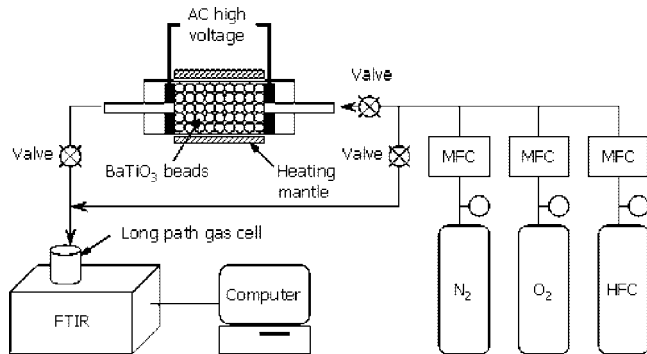 AC high
voltage
Valve
Valve
Valve
BaTiO₃ beads
Heating
mantle
MFC
MFC
MFC
Long path gas cell
FTIR
Computer
N₂
O₂
HFC